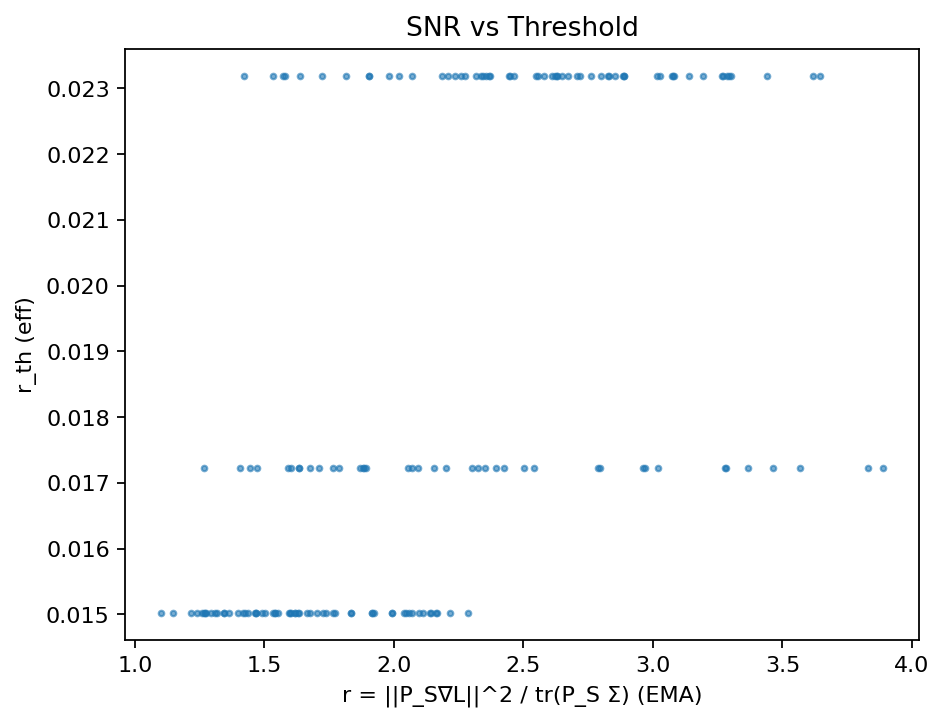 SNR vs Threshold
0.023
0.022
0.021
0.020
0.019
0.018
0.017
0.016
0.015
r_th (eff)
1.0 1.5 2.0 2.5 3.0 3.5 4.0
r = ||P_S∇L||^2 / tr(P_S Σ) (EMA)